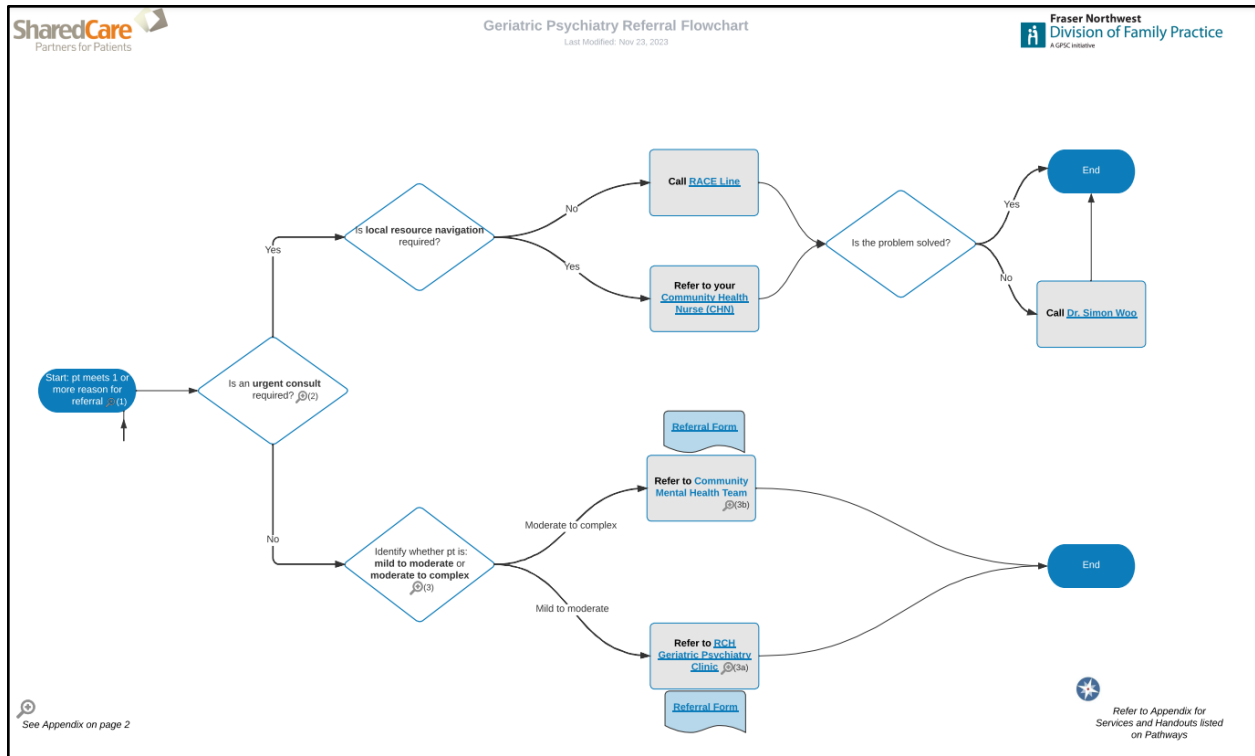 SharedCare
Partners for Patients
Geriatric Psychiatry Referral Flowchart
Last Modified: Nov 23, 2023
Fraser Northwest
Division of Family Practice
A GPSC initiative
Start: pt meets 1 or
more reason for
referral (1)
Is an urgent consult
required? (2)
Yes
No
Is local resource navigation
required?
No
Yes
Call RACE Line
Refer to your
Community Health
Nurse (CHN)
Is the problem solved?
Yes
No
End
Call Dr. Simon Woo
Identify whether pt is:
mild to moderate or
moderate to complex
(3)
Moderate to complex
Mild to moderate
Referral Form
Refer to Community
Mental Health Team
(3b)
Refer to RCH
Geriatric Psychiatry
Clinic (3a)
Referral Form
End
See Appendix on page 2
Refer to Appendix for
Services and Handouts listed
on Pathways